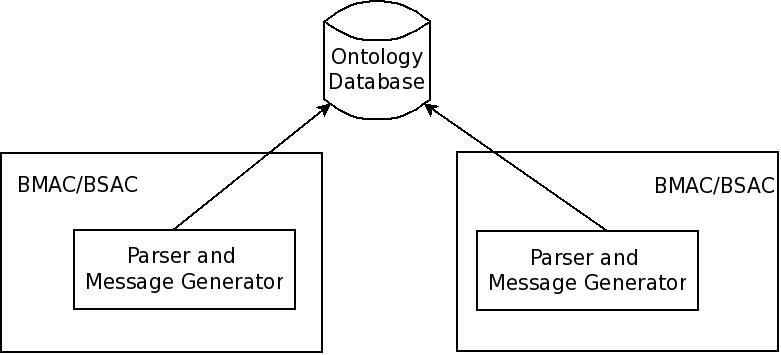 Ontology
Database
BMAC/BSAC
Parser and
Message Generator
BMAC/BSAC
Parser and
Message Generator